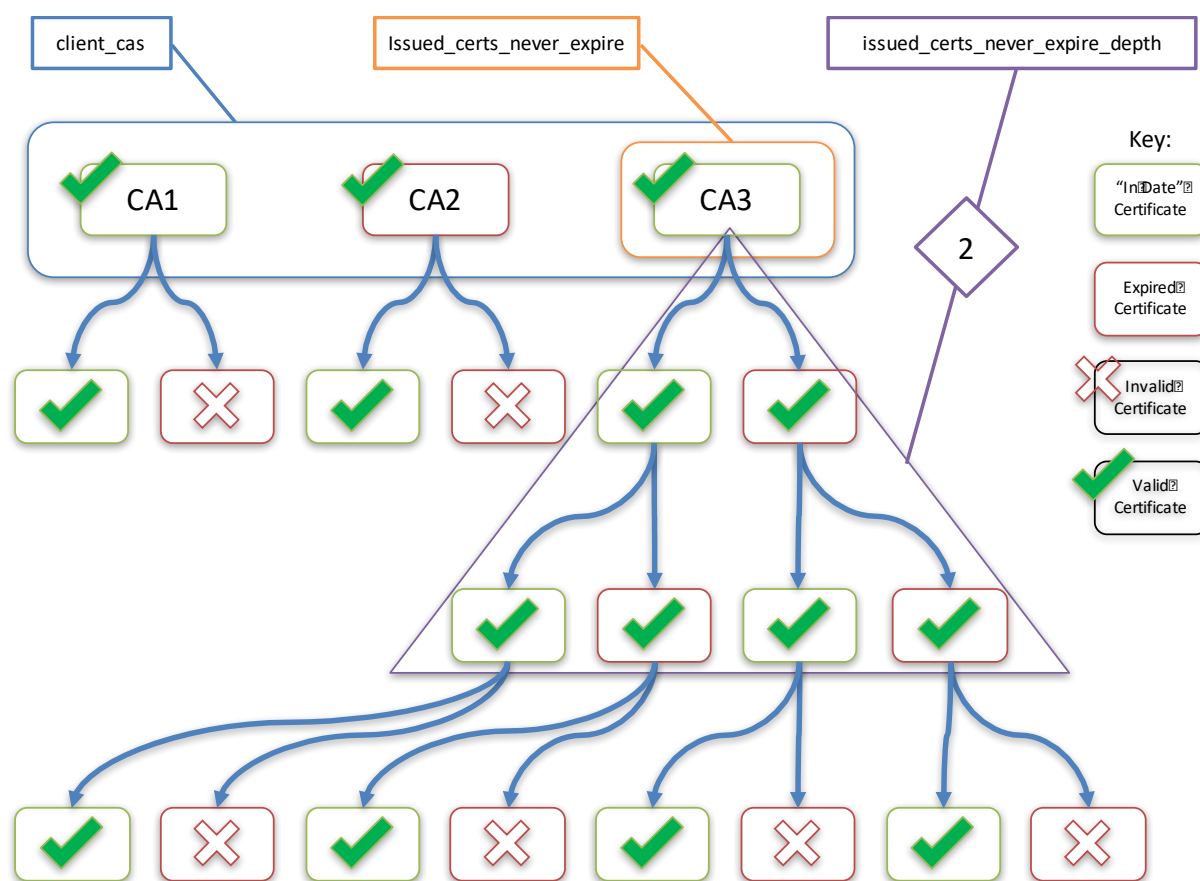 client_cas
Issued_certs_never_expire
issued_certs_never_expire_depth
Key:
CA1
CA2
CA3
2
“In Date”
Certificate
Expired
Certificate
Invalid
Certificate
Valid
Certificate